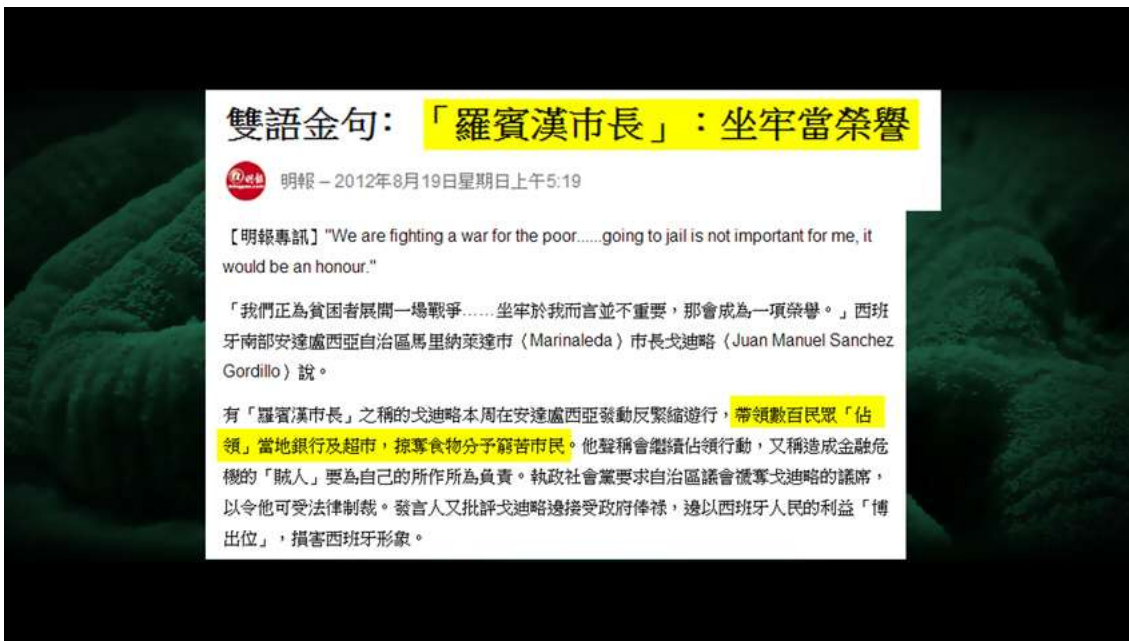 雙語金句：「羅賓漢市長」：坐牢當榮譽
明報 – 2012年8月19日星期日上午5:19
【明報專訊】"We are fighting a war for the poor......going to jail is not important for me, it
would be an honour."
「我們正為貧困者展開一場戰爭……坐牢於我而言並不重要，那會成為一項榮譽。」西班
牙南部安達盧西亞自治區馬里納萊達市（Marinaleda）市長戈迪略（Juan Manuel Sanchez
Gordillo）說。
有「羅賓漢市長」之稱的戈迪略本周在安達盧西亞發動反緊縮遊行，帶領數百民眾「佔
領」當地銀行及超市，掠奪食物分予窮苦市民。他聲稱會繼續佔領行動，又稱造成金融危
機的「賊人」要為自己的所作所為負責。執政社會黨要求自治區議會褫奪戈迪略的議席，
以令他可受法律制裁。發言人又批評戈迪略邊接受政府俸祿，邊以西班牙人民的利益「博
出位」，損害西班牙形象。